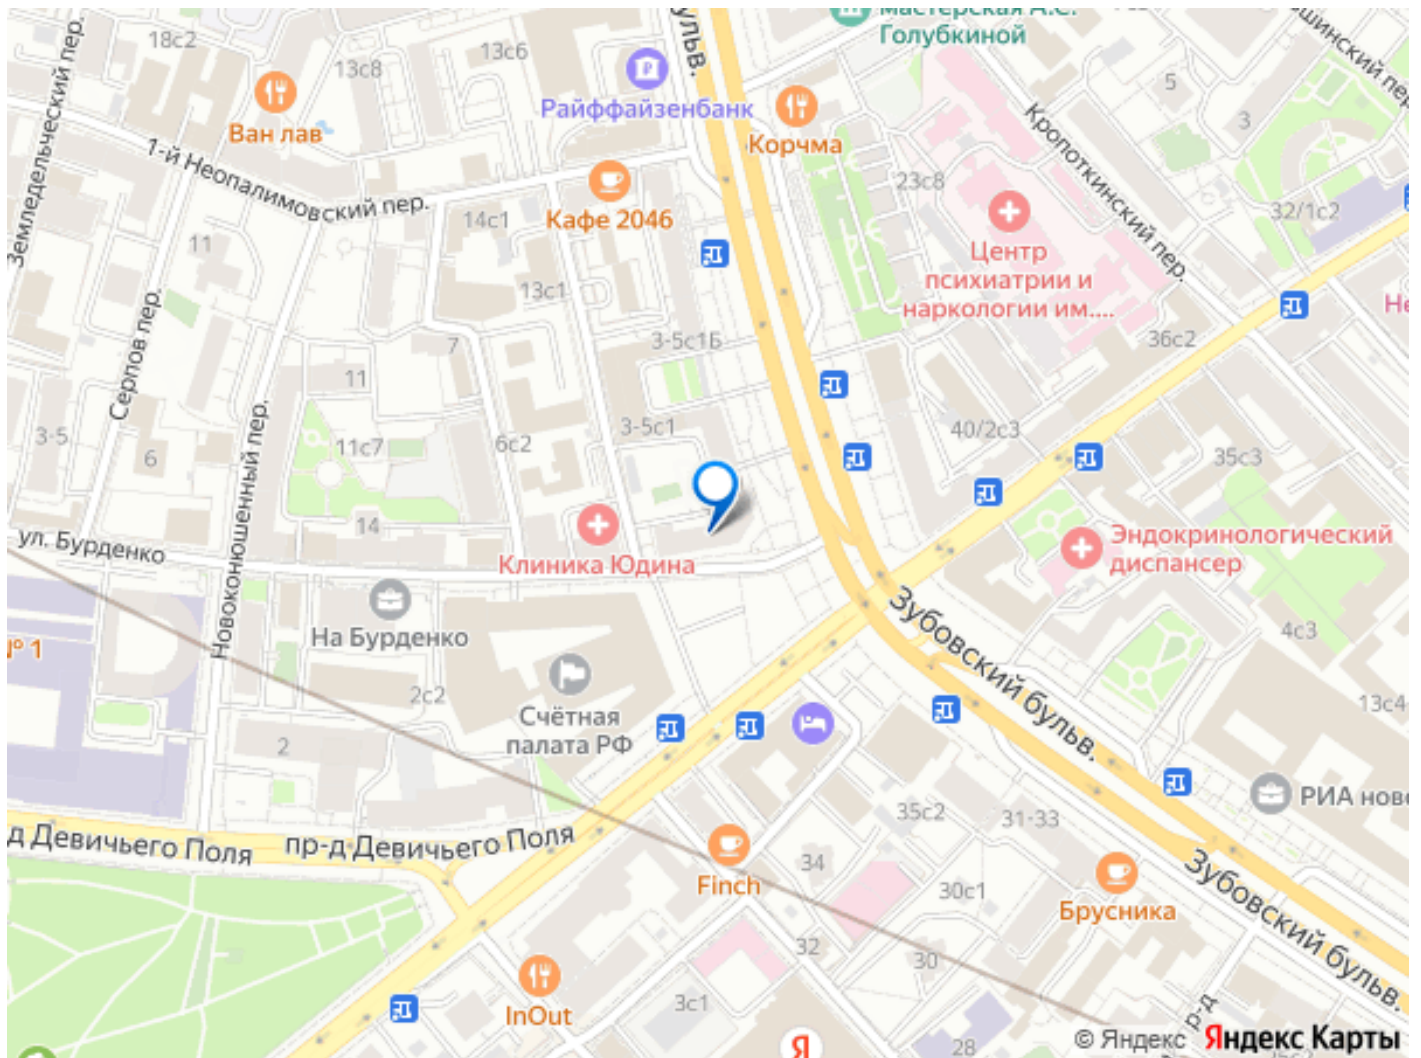 мастерская А.С.
Голубкиной
18с2
13с6
13с8
бульв.
Райффайзенбанк
Корчма
Ван лав
5
3
Земледельческий пер.
1-й Неопалимовский пер.
Кропоткинский пер.
23с8
32/1с2
14с1
Кафе 2046
11
Центр
психиатрии и
наркологии им....
13с1
Не
Серпов пер.
3-5с1Б
36с2
7
11
3-5
3-5с1
40/2с3
11с7
6с2
35с3
6
Новоконюшенный пер.
14
ул. Бурденко
Клиника Юдина
Эндокринологический
диспансер
На Бурденко
Зубовский бульв.
4с3
№ 1
2с2
Счётная
палата РФ
13с4
2
РИА ново
35с2
31-33
д Девичьего Поля
пр-д Девичьего Поля
34
Finch
30с1
Брусника
Зубовский бульв.
32
30
3с1
InOut
р-д
28
Я
© Яндекс Яндекс Карты